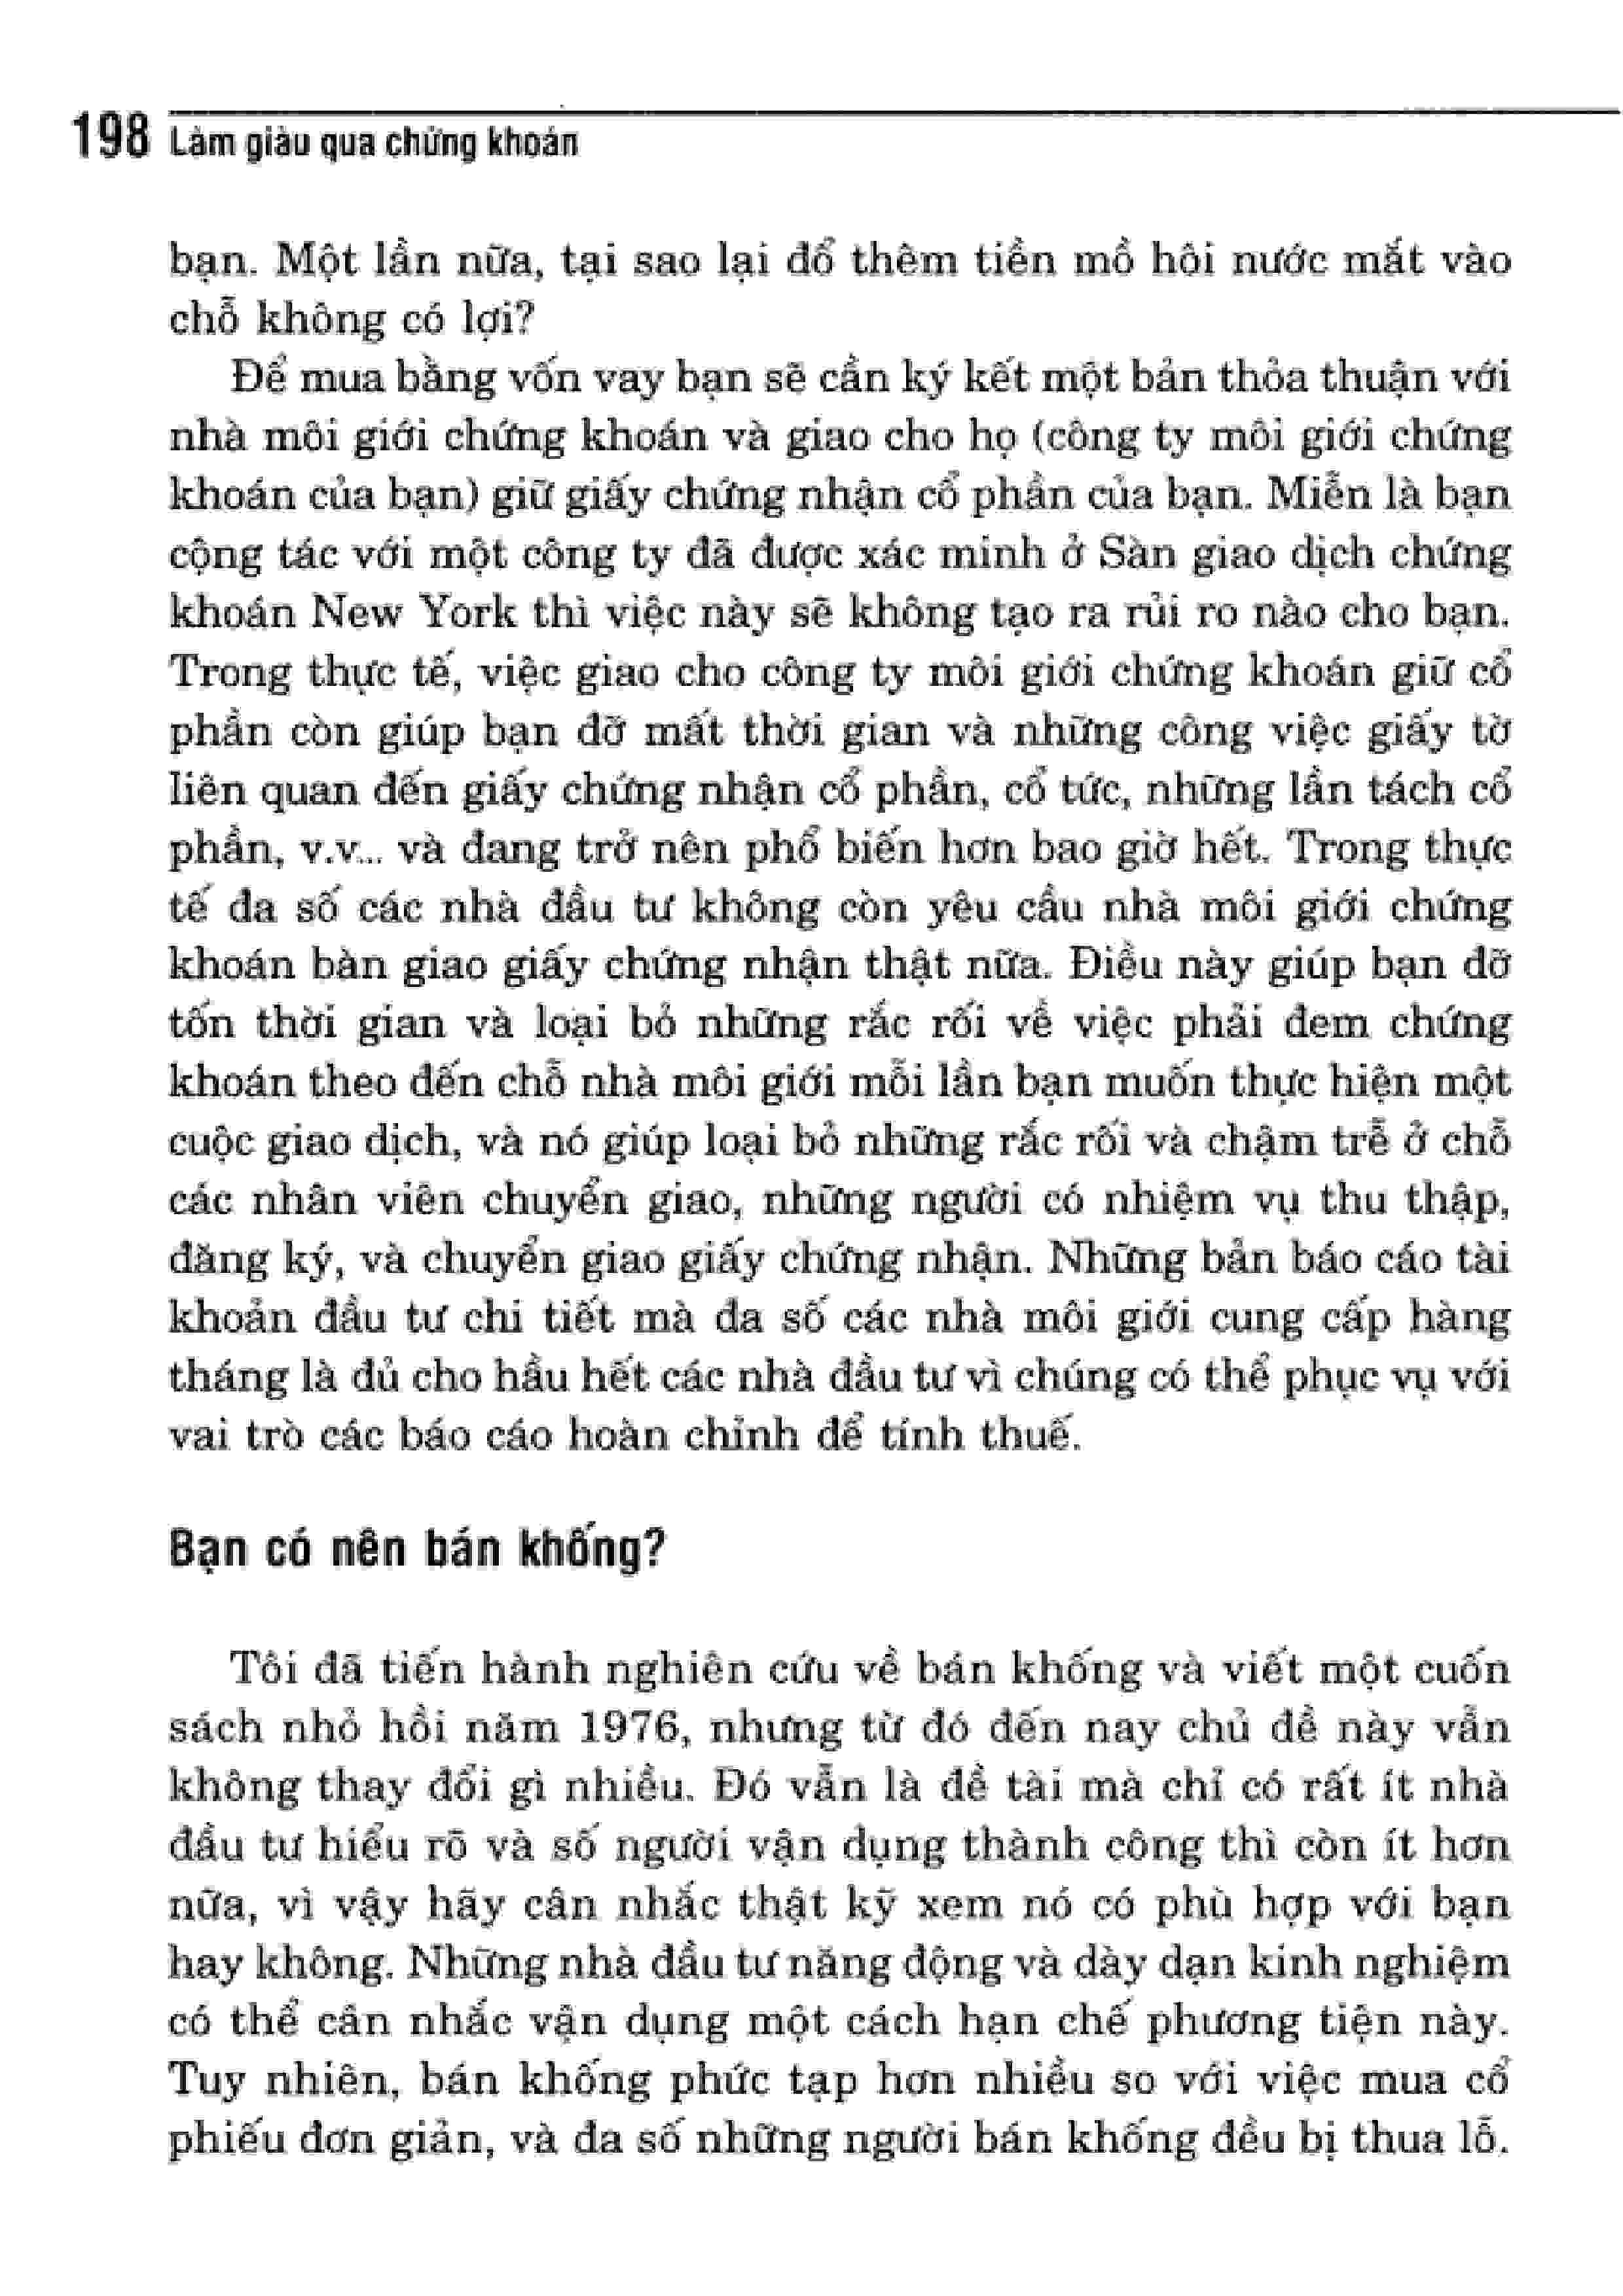 198 Làm giàu qua chứng khoán
bạn. Một lần nữa, tại sao lại đổ thêm tiền mồ hôi nước mắt vào
chỗ không có lợi?
Để mua bằng vốn vay bạn sẽ cần ký kết một bản thỏa thuận với
nhà môi giới chứng khoán và giao cho họ (công ty môi giới chứng
khoán của bạn) giữ giấy chứng nhận cổ phần của bạn. Miễn là bạn
cộng tác với một công ty đã được xác minh ở Sàn giao dịch chứng
khoán New York thì việc này sẽ không tạo ra rủi ro nào cho bạn.
Trong thực tế, việc giao cho công ty môi giới chứng khoán giữ cổ
phần còn giúp bạn đỡ mất thời gian và những công việc giấy tờ
liên quan đến giấy chứng nhận cổ phần, cổ tức, những lần tách cổ
phần, v.v... và đang trở nên phổ biến hơn bao giờ hết. Trong thực
tế đa số các nhà đầu tư không còn yêu cầu nhà môi giới chứng
khoán bàn giao giấy chứng nhận thật nữa. Điều này giúp bạn đỡ
tốn thời gian và loại bỏ những rắc rối về việc phải đem chứng
khoán theo đến chỗ nhà môi giới mỗi lần bạn muốn thực hiện một
cuộc giao dịch, và nó giúp loại bỏ những rắc rối và chậm trễ ở chỗ
các nhân viên chuyển giao, những người có nhiệm vụ thu thập,
đăng ký, và chuyển giao giấy chứng nhận. Những bản báo cáo tài
khoản đầu tư chi tiết mà đa số các nhà môi giới cung cấp hàng
tháng là đủ cho hầu hết các nhà đầu tư vì chúng có thể phục vụ với
vai trò các báo cáo hoàn chỉnh để tính thuế.
Bạn có nên bán khống?
Tôi đã tiến hành nghiên cứu về bán khống và viết một cuốn
sách nhỏ hồi năm 1976, nhưng từ đó đến nay chủ đề này vẫn
không thay đổi gì nhiều. Đó vẫn là đề tài mà chỉ có rất ít nhà
đầu tư hiểu rõ và số người vận dụng thành công thì còn ít hơn
nữa, vì vậy hãy cân nhắc thật kỹ xem nó có phù hợp với bạn
hay không. Những nhà đầu tư năng động và dày dạn kinh nghiệm
có thể cân nhắc vận dụng một cách hạn chế phương tiện này.
Tuy nhiên, bán khống phức tạp hơn nhiều so với việc mua cổ
phiếu đơn giản, và đa số những người bán khống đều bị thua lỗ.